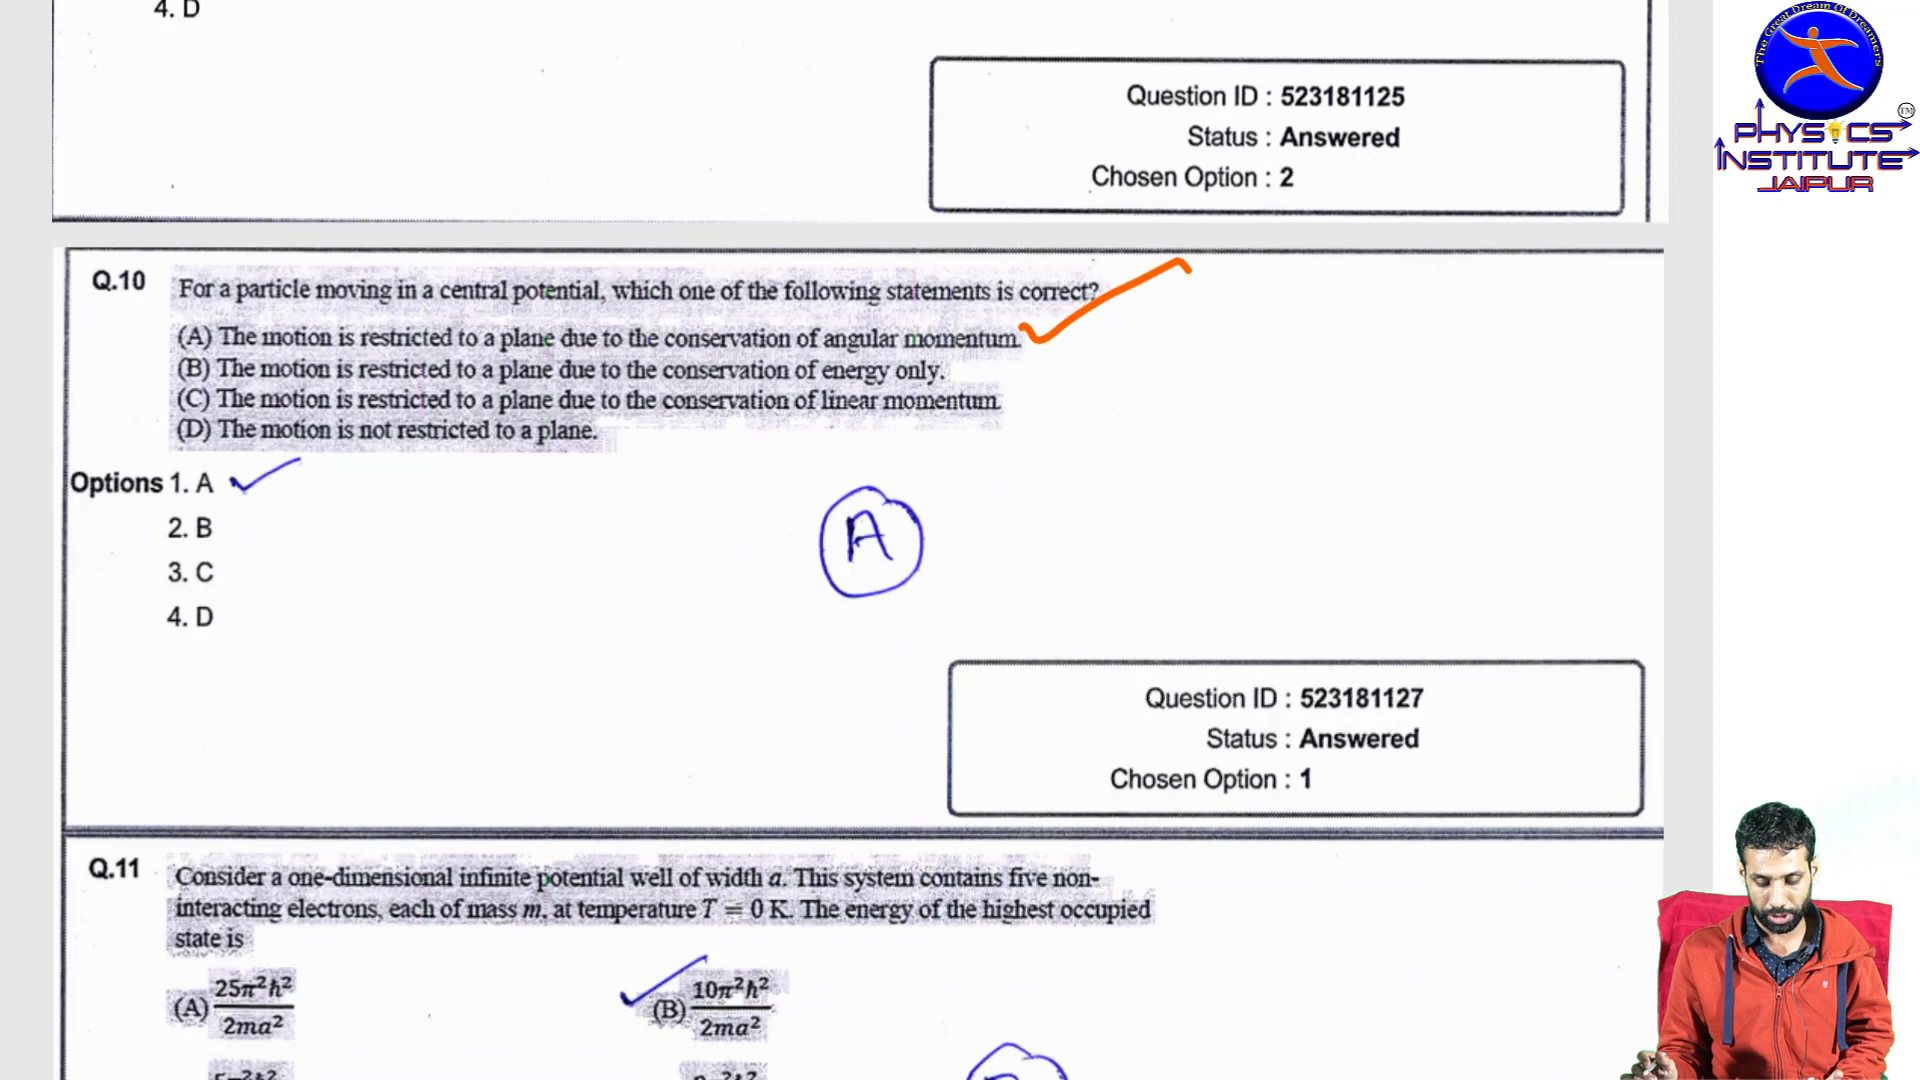 4. D
The Great Dream Of Dreamers
TM
PHYSICS
INSTITUTE
JAIPUR
Question ID : 523181125
Status : Answered
Chosen Option : 2
Q.10 For a particle moving in a central potential, which one of the following statements is correct?
(A) The motion is restricted to a plane due to the conservation of angular momentum.
(B) The motion is restricted to a plane due to the conservation of energy only.
(C) The motion is restricted to a plane due to the conservation of linear momentum.
(D) The motion is not restricted to a plane.
Options 1. A
2. B
3. C
4. D
A
Question ID : 523181127
Status : Answered
Chosen Option : 1
Q.11 Consider a one-dimensional infinite potential well of width a. This system contains five non-
interacting electrons, each of mass m, at temperature T = 0 K. The energy of the highest occupied
state is
(A) 25π²ℏ²/2ma² (B) 10π²ℏ²/2ma²